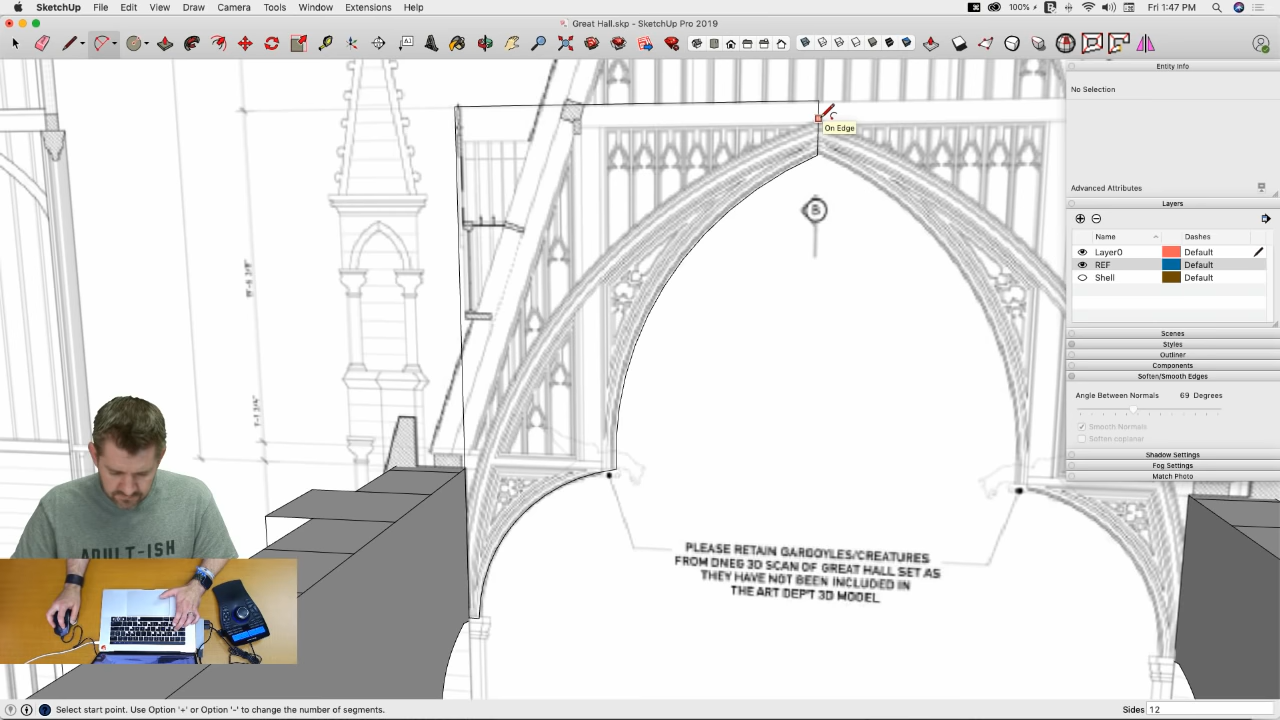 SketchUp File Edit View Draw Camera Tools Window Extensions Help
100% Fri 1:47 PM
Great Hall.skp - SketchUp Pro 2019
On Edge
B
PLEASE RETAIN GARGOYLES/CREATURES
FROM DNEG 3D SCAN OF GREAT HALL SET AS
THEY HAVE NOT BEEN INCLUDED IN
THE ART DEP'T 3D MODEL
ADULT-ISH
Entity Info
No Selection
Advanced Attributes
Layers
Name Dashes
Layer0 Default
REF Default
Shell Default
Scenes
Styles
Outliner
Components
Soften/Smooth Edges
Angle Between Normals 69 Degrees
Smooth Normals
Soften coplanar
Shadow Settings
Fog Settings
Match Photo
Select start point. Use Option '+' or Option '-' to change the number of segments.
Sides 12